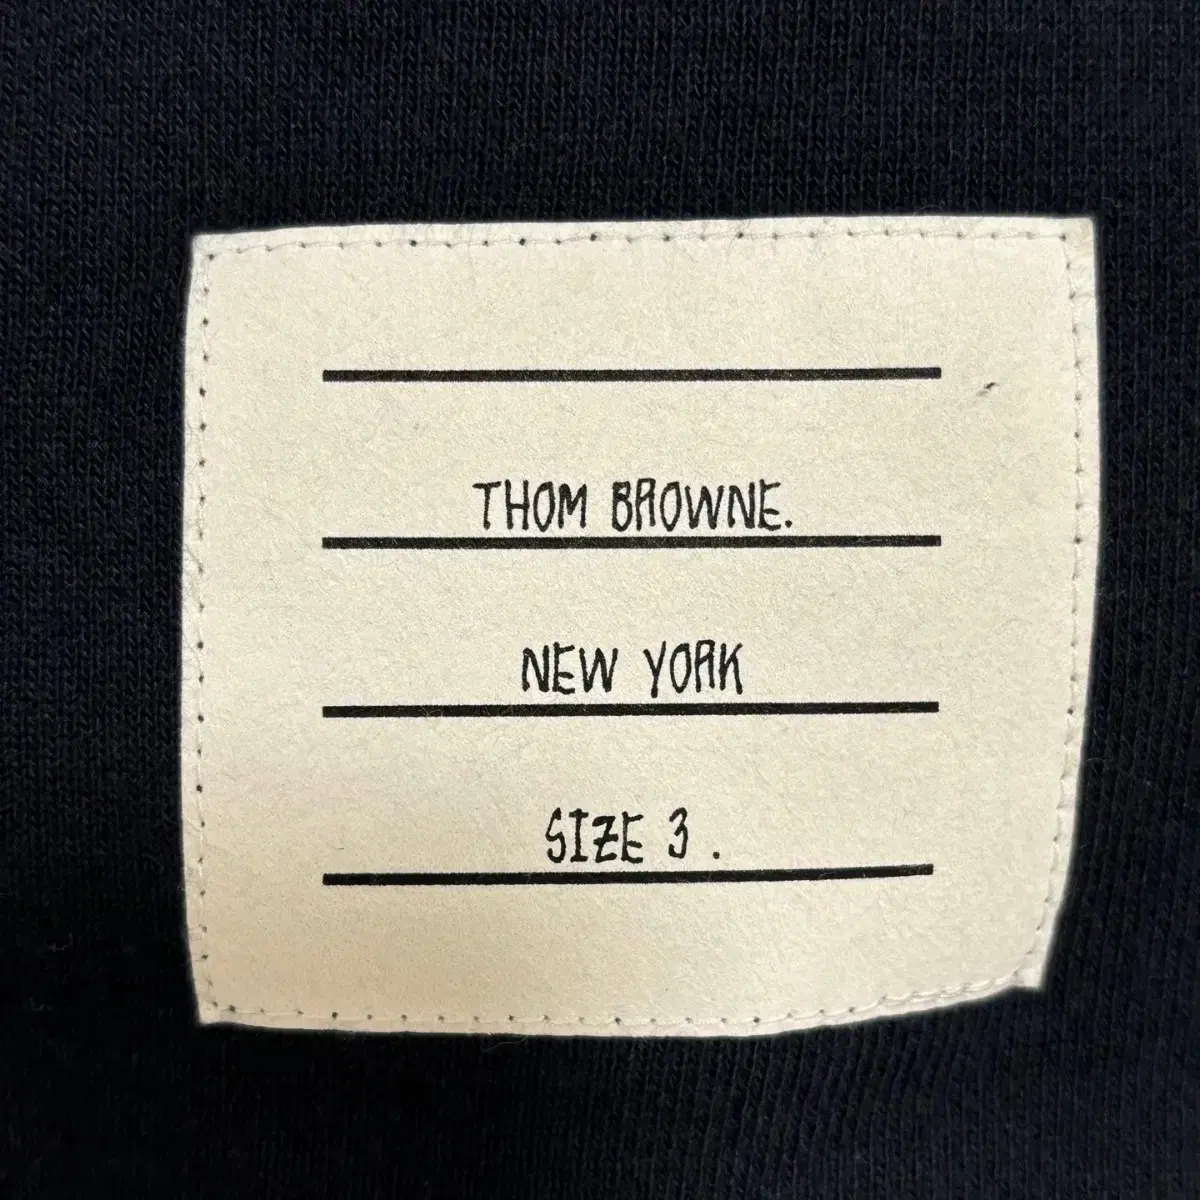 THOM BROWNE.
NEW YORK
SIZE 3 .